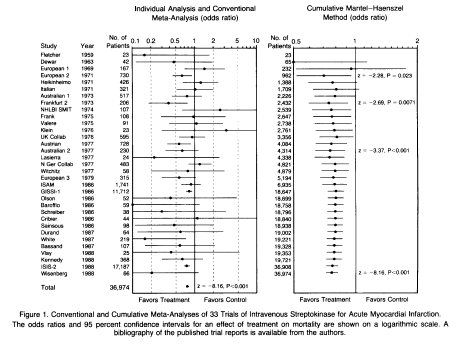 Individual Analysis and Conventional
Meta-Analysis (odds ratio)
Cumulative Mantel–Haenszel
Method (odds ratio)
No. of
Study Year Patients
0.1 0.2 0.5 1 2 5 10
No. of
Patients
0.5 1 2
Fletcher 1959 23
Dewar 1963 42
European 1 1969 167
European 2 1971 730
Heikinheimo 1971 426
Italian 1971 321
Australian 1 1973 517
Frankfurt 2 1973 206
NHLBI SMIT 1974 107
Frank 1975 108
Valere 1975 91
Klein 1976 23
UK Collab 1976 595
Austrian 1977 728
Australian 2 1977 230
Lasierra 1977 24
N Ger Collab 1977 483
Witchitz 1977 58
European 3 1979 315
ISAM 1986 1,741
GISSI-1 1986 11,712
Olson 1986 52
Baroffio 1986 59
Schreiber 1986 38
Cribier 1986 44
Sainsous 1986 98
Durand 1987 64
White 1987 219
Bassand 1987 107
Vlay 1988 25
Kennedy 1988 368
ISIS-2 1988 17,187
Wisenberg 1988 66
Total 36,974
z = –8.16, P<0.001
Favors Treatment Favors Control
23
65
232
962 z = –2.28, P = 0.023
1,388
1,709
2,226
2,432 z = –2.69, P = 0.0071
2,539
2,647
2,738
2,761
3,356
4,084
4,314 z = –3.37, P<0.001
4,338
4,821
4,879
5,194
6,935
18,647
18,699
18,758
18,796
18,840
18,938
19,002
19,221
19,328
19,353
19,721
36,908
36,974 z = –8.16, P<0.001
Favors Treatment Favors Control
Figure 1. Conventional and Cumulative Meta-Analyses of 33 Trials of Intravenous Streptokinase for Acute Myocardial Infarction.
The odds ratios and 95 percent confidence intervals for an effect of treatment on mortality are shown on a logarithmic scale. A
bibliography of the published trial reports is available from the authors.